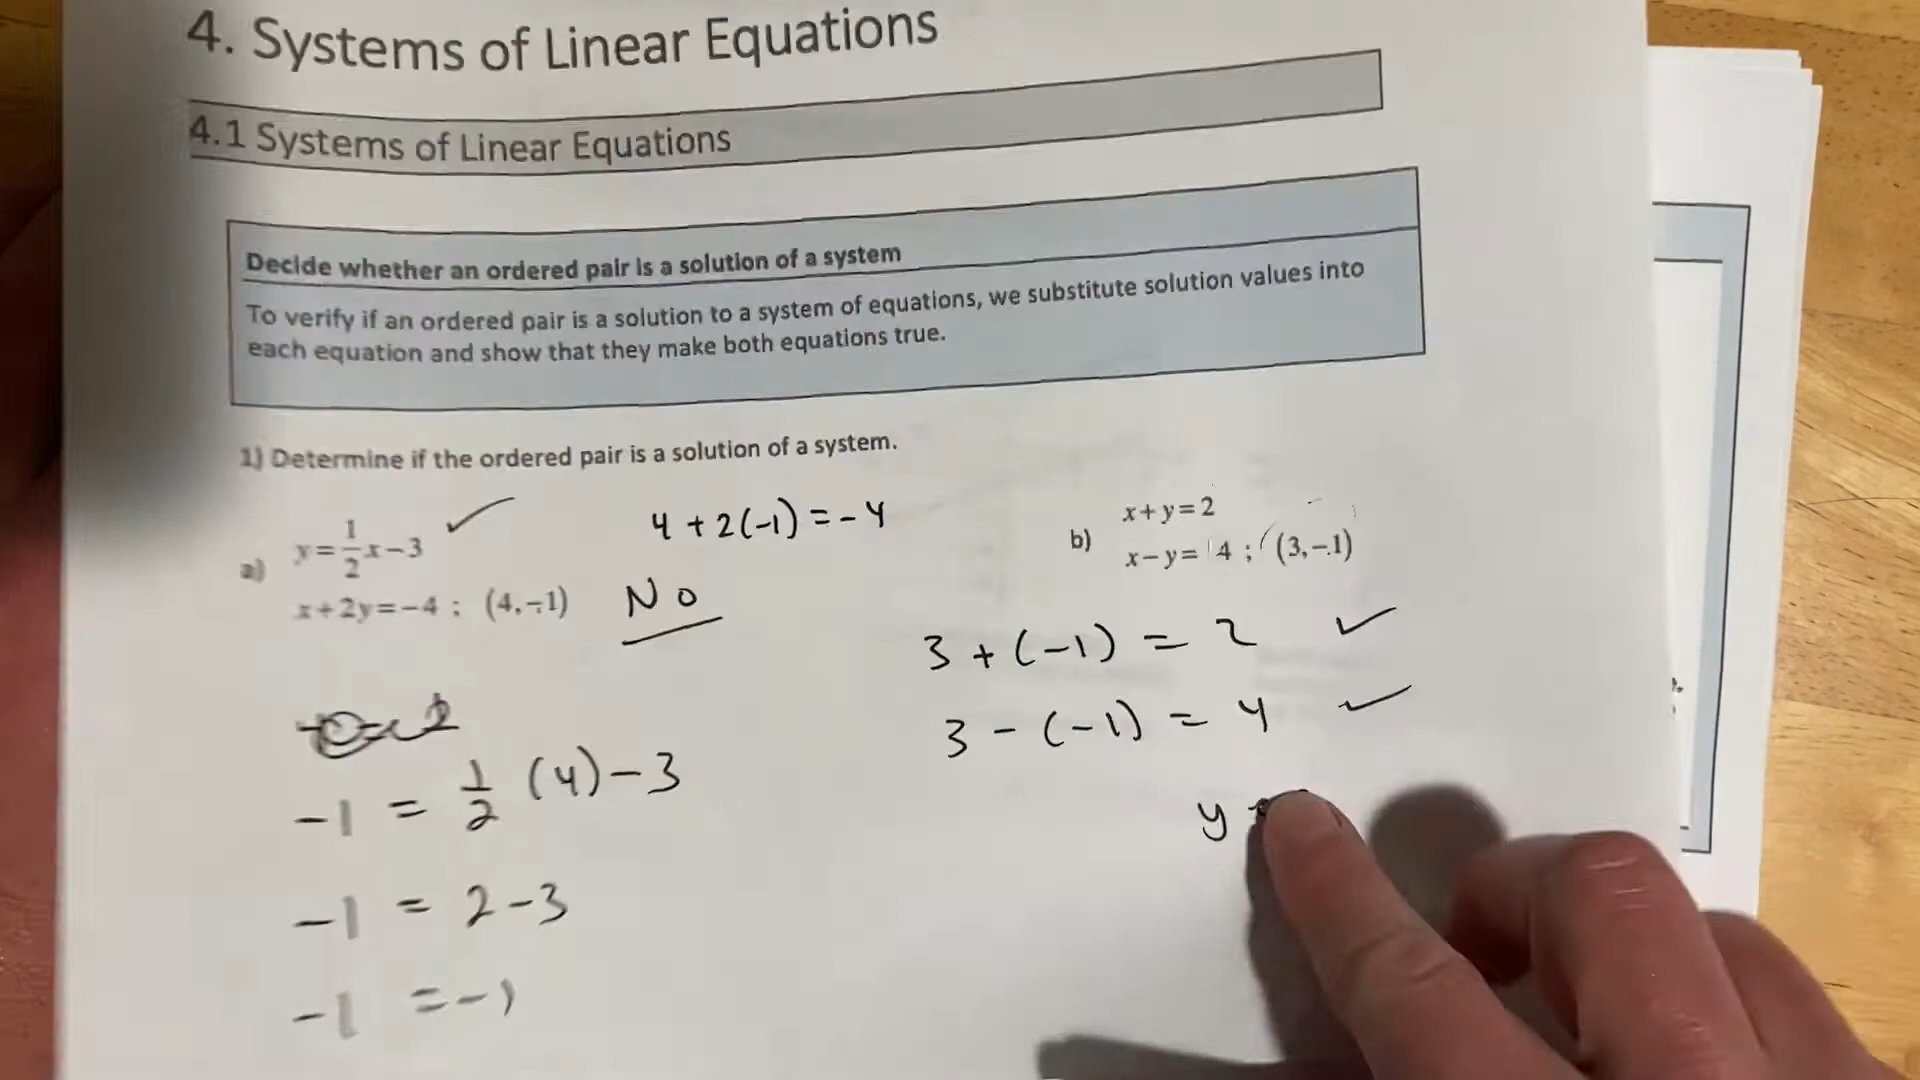 4. Systems of Linear Equations
4.1 Systems of Linear Equations
Decide whether an ordered pair is a solution of a system
To verify if an ordered pair is a solution to a system of equations, we substitute solution values into
each equation and show that they make both equations true.
1) Determine if the ordered pair is a solution of a system.
a) y = 1/2 x − 3 ✓
x + 2y = −4 ; (4, −1)
4 + 2(−1) = −4
No
−1 = 1/2 (4) − 3
−1 = 2 − 3
−1 = −1
b) x + y = 2
x − y = 4 ; (3, −1)
3 + (−1) = 2 ✓
3 − (−1) = 4 ✓
y